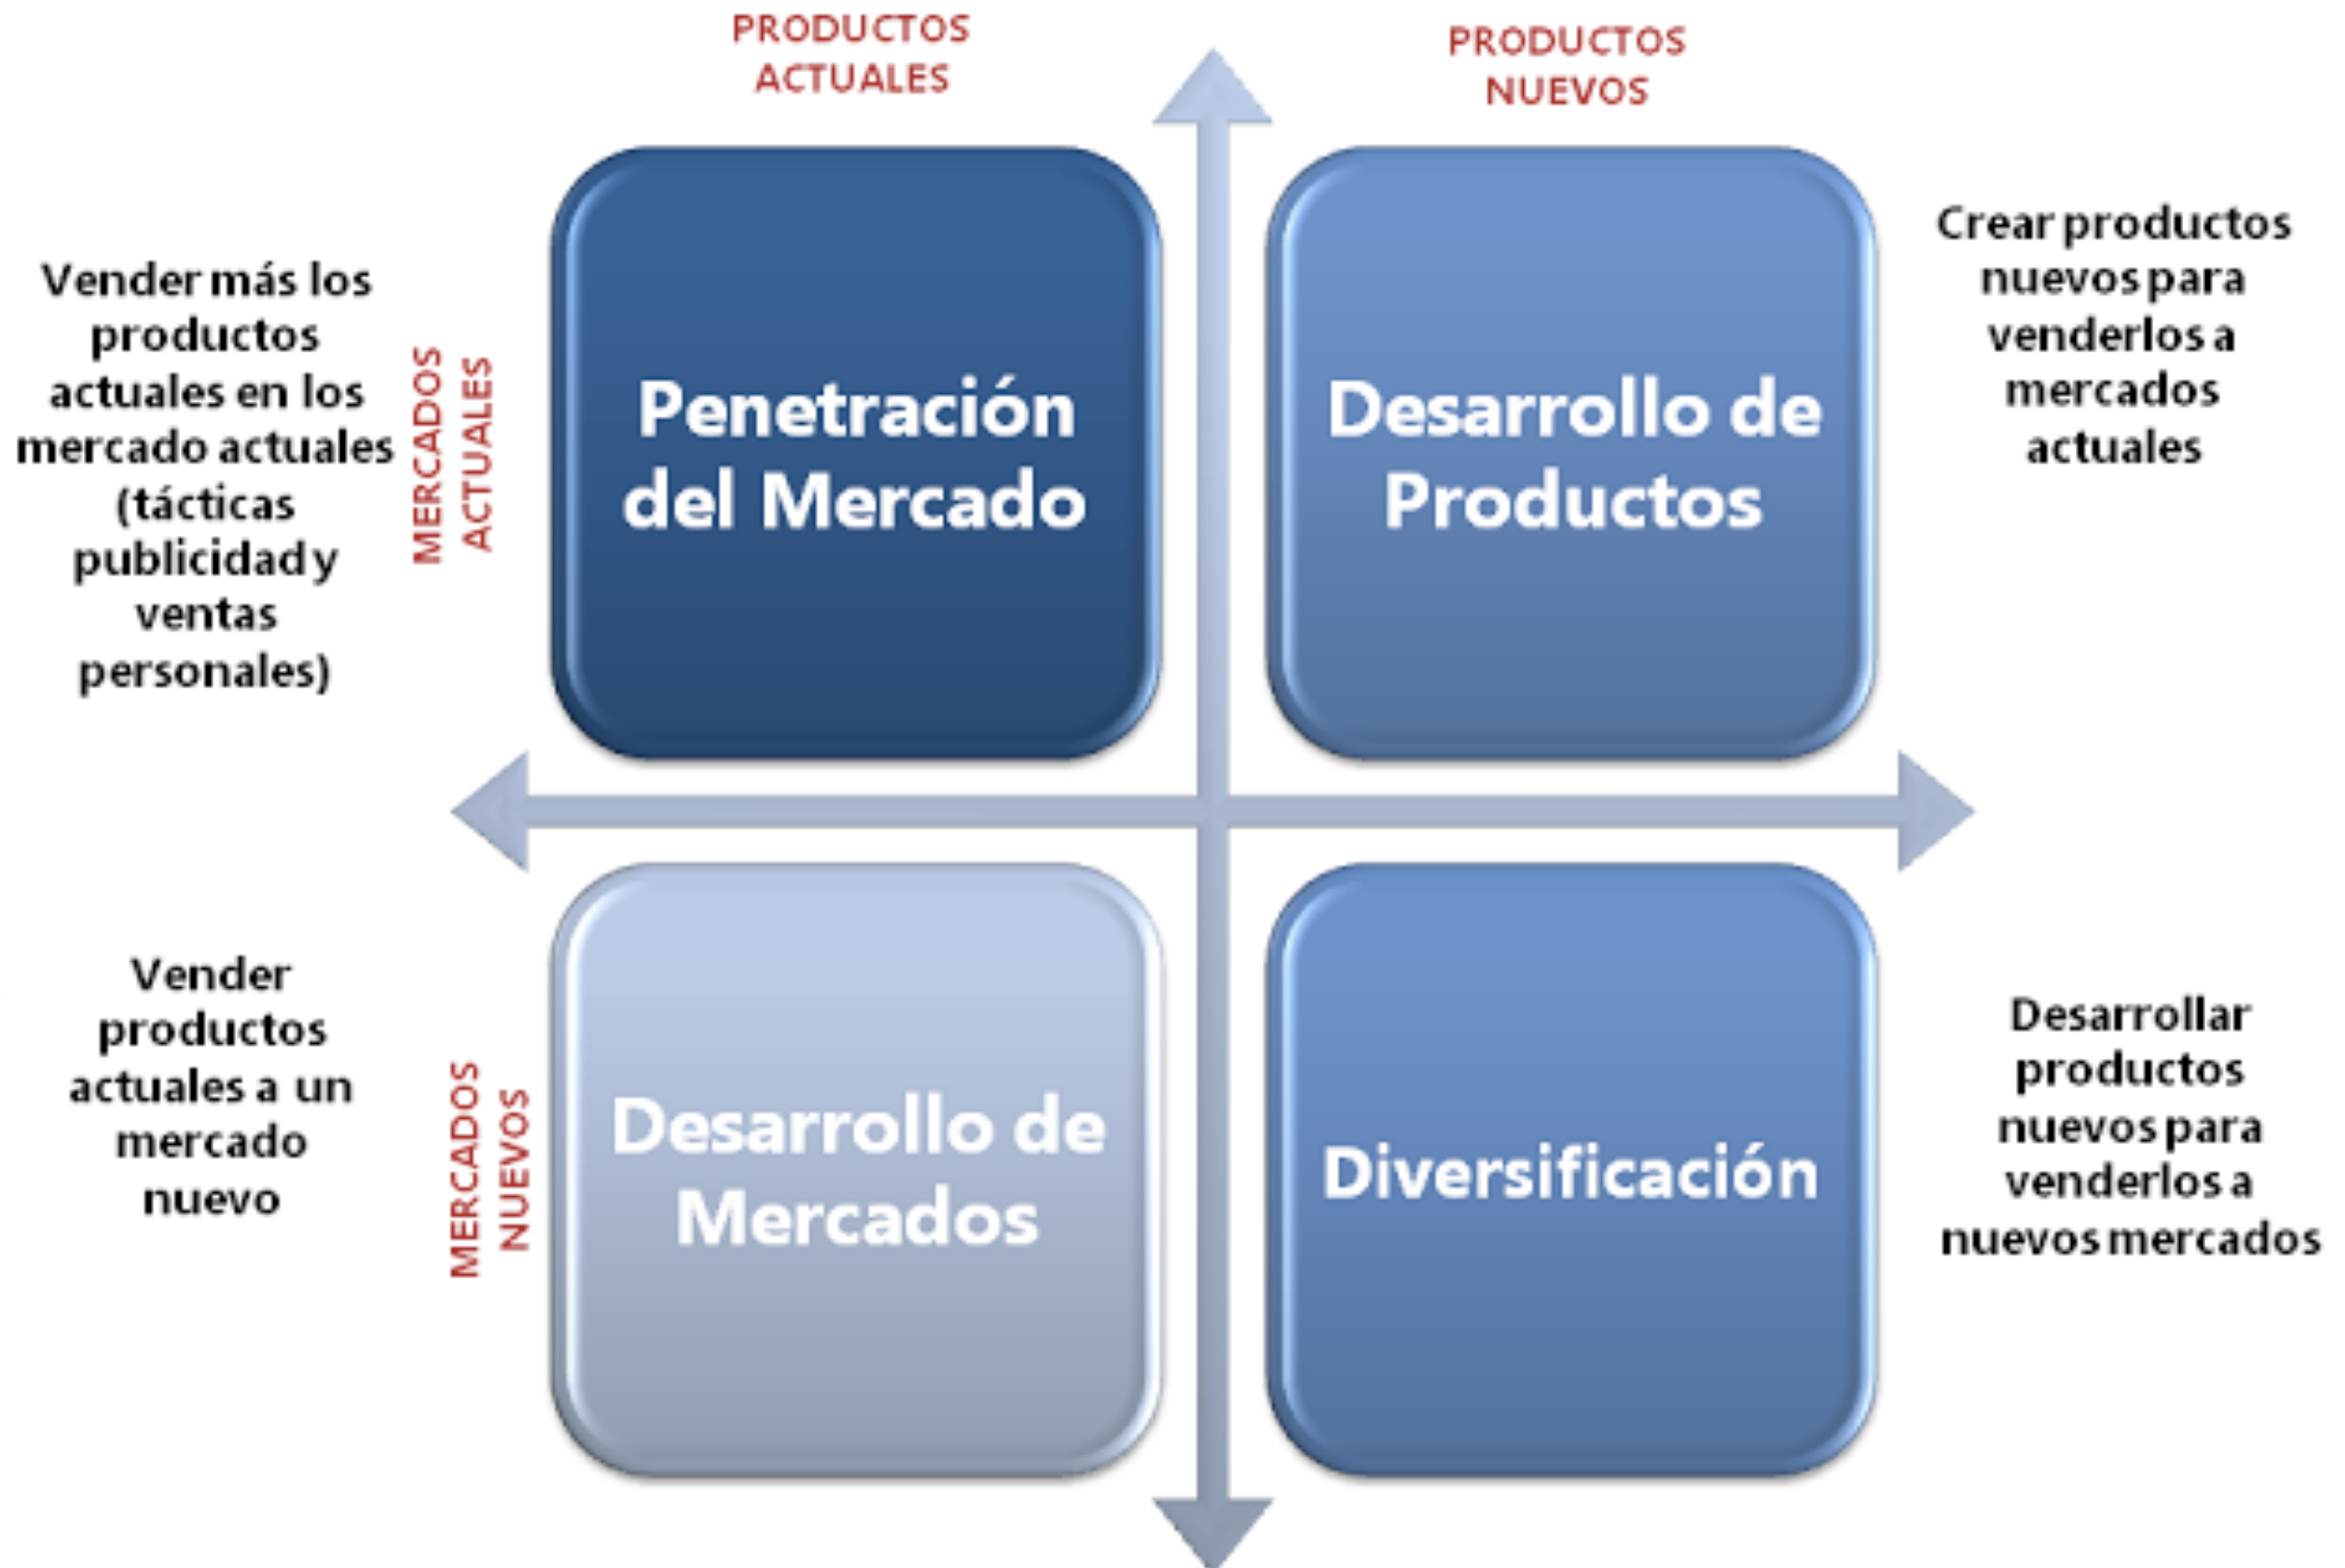 PRODUCTOS
ACTUALES
PRODUCTOS
NUEVOS
Vender más los
productos
actuales en los
mercado actuales
(tácticas
publicidad y
ventas
personales)
MERCADOS
ACTUALES
Penetración
del Mercado
Desarrollo de
Productos
Crear productos
nuevos para
venderlos a
mercados
actuales
Vender
productos
actuales a un
mercado
nuevo
MERCADOS
NUEVOS
Desarrollo de
Mercados
Diversificación
Desarrollar
productos
nuevos para
venderlos a
nuevos mercados